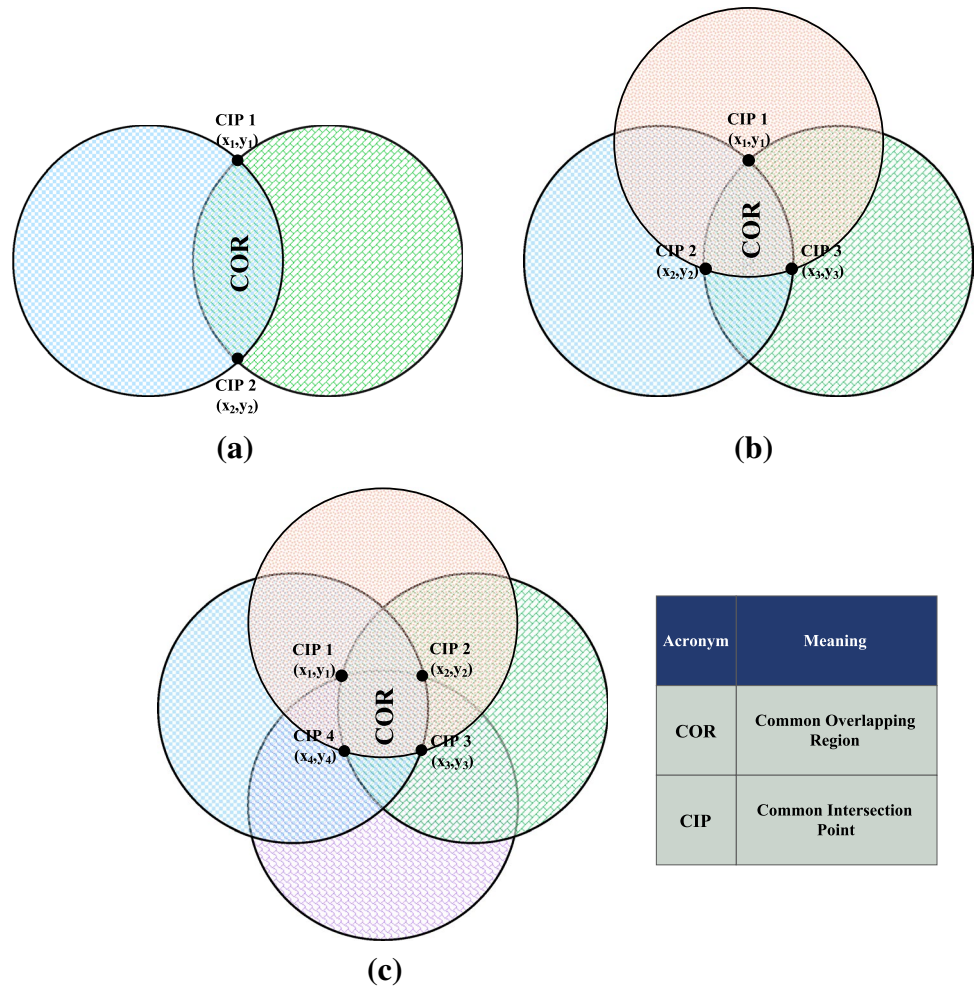 CIP 1
(x₁,y₁)
COR
CIP 2
(x₂,y₂)
(a)
CIP 1
(x₁,y₁)
COR
CIP 2
(x₂,y₂)
CIP 3
(x₃,y₃)
(b)
CIP 1
(x₁,y₁)
CIP 2
(x₂,y₂)
COR
CIP 4
(x₄,y₄)
CIP 3
(x₃,y₃)
(c)
Acronym Meaning
COR Common Overlapping
Region
CIP Common Intersection
Point